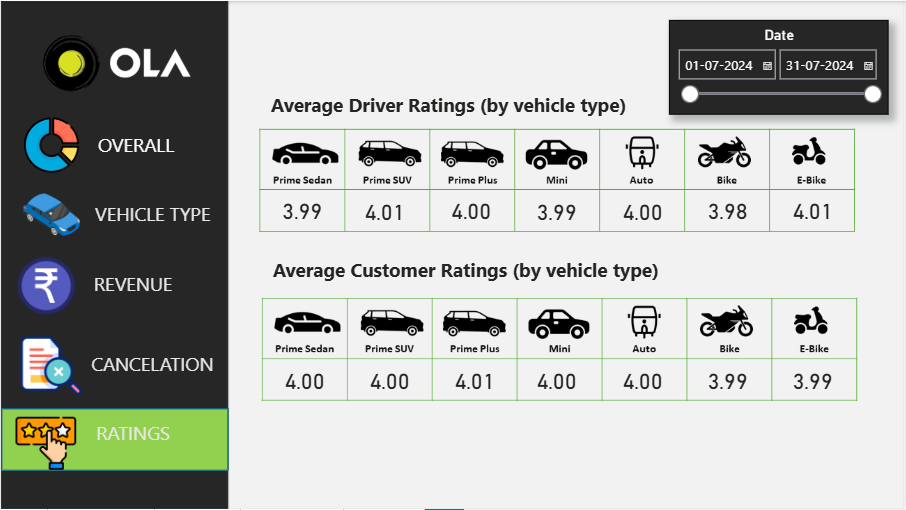 OLA
OVERALL
VEHICLE TYPE
REVENUE
CANCELATION
RATINGS
Date
01-07-2024 31-07-2024
Average Driver Ratings (by vehicle type)
Prime Sedan Prime SUV Prime Plus Mini Auto Bike E-Bike
3.99 4.01 4.00 3.99 4.00 3.98 4.01
Average Customer Ratings (by vehicle type)
Prime Sedan Prime SUV Prime Plus Mini Auto Bike E-Bike
4.00 4.00 4.01 4.00 4.00 3.99 3.99